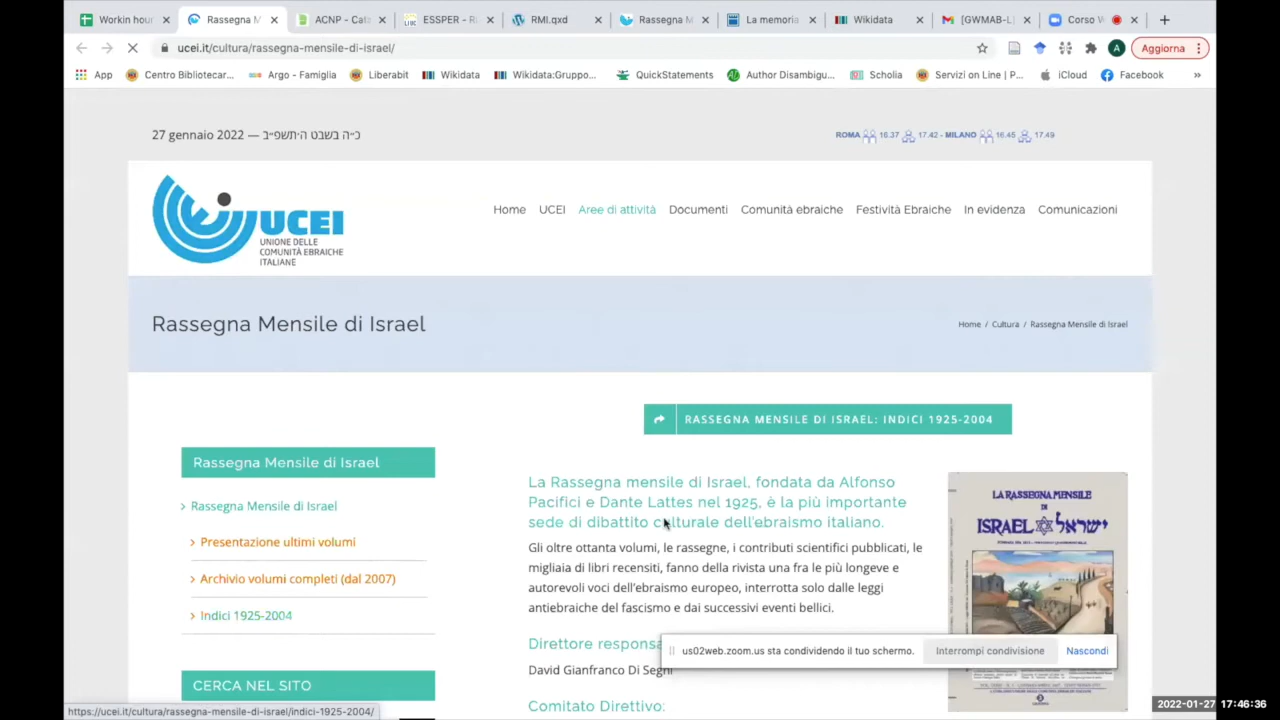 Workin hour
Rassegna M
ACNP - Cat
ESSPER - R
RMI.qxd
Rassegna M
La memoria
Wikidata
[GWMAB-L]
Corso W
ucei.it/cultura/rassegna-mensile-di-israel/
A
Aggiorna
App
Centro Bibliotecar...
Argo - Famiglia
Liberabit
Wikidata
Wikidata:Gruppo...
QuickStatements
Author Disambigu...
Scholia
Servizi on Line | P...
iCloud
Facebook
»
27 gennaio 2022 — כ״ה בשבט ה׳תשפ״ב
ROMA 16.37 17.42 - MILANO 16.45 17.49
UCEI
UNIONE DELLE
COMUNITÀ EBRAICHE
ITALIANE
Home UCEI Aree di attività Documenti Comunità ebraiche Festività Ebraiche In evidenza Comunicazioni
Rassegna Mensile di Israel
Home / Cultura / Rassegna Mensile di Israel
RASSEGNA MENSILE DI ISRAEL: INDICI 1925-2004
Rassegna Mensile di Israel
Rassegna Mensile di Israel
Presentazione ultimi volumi
Archivio volumi completi (dal 2007)
Indici 1925-2004
CERCA NEL SITO
La Rassegna mensile di Israel, fondata da Alfonso
Pacifici e Dante Lattes nel 1925, è la più importante
sede di dibattito culturale dell'ebraismo italiano.
Gli oltre ottanta volumi, le rassegne, i contributi scientifici pubblicati, le
migliaia di libri recensiti, fanno della rivista una fra le più longeve e
autorevoli voci dell'ebraismo europeo, interrotta solo dalle leggi
antiebraiche del fascismo e dai successivi eventi bellici.
Direttore responsa
David Gianfranco Di Segni
Comitato Direttivo:
LA RASSEGNA MENSILE
DI
ISRAEL ישראל
us02web.zoom.us sta condividendo il tuo schermo.
Interrompi condivisione
Nascondi
https://ucei.it/cultura/rassegna-mensile-di-israel/indici-1925-2004/
2022-01-27 17:46:36